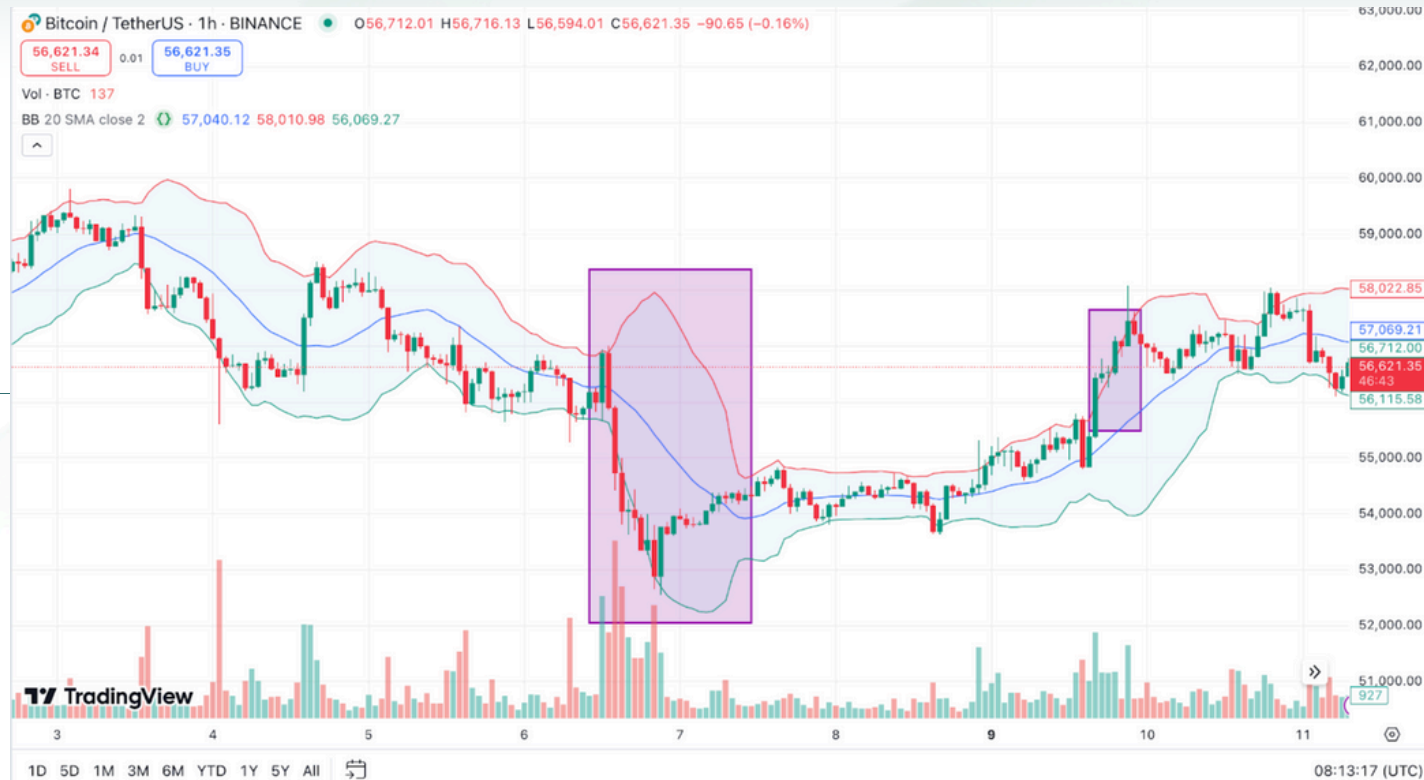 Bitcoin / TetherUS · 1h · BINANCE O56,712.01 H56,716.13 L56,594.01 C56,621.35 −90.65 (−0.16%)
56,621.34 SELL 0.01 56,621.35 BUY
Vol · BTC 137
BB 20 SMA close 2 57,040.12 58,010.98 56,069.27
63,000.00
62,000.00
61,000.00
60,000.00
59,000.00
58,022.85
57,069.21
56,712.00
56,621.35
46:43
56,115.58
55,000.00
54,000.00
53,000.00
52,000.00
51,000.00
927
TradingView
3 4 5 6 7 8 9 10 11
1D 5D 1M 3M 6M YTD 1Y 5Y All 08:13:17 (UTC)